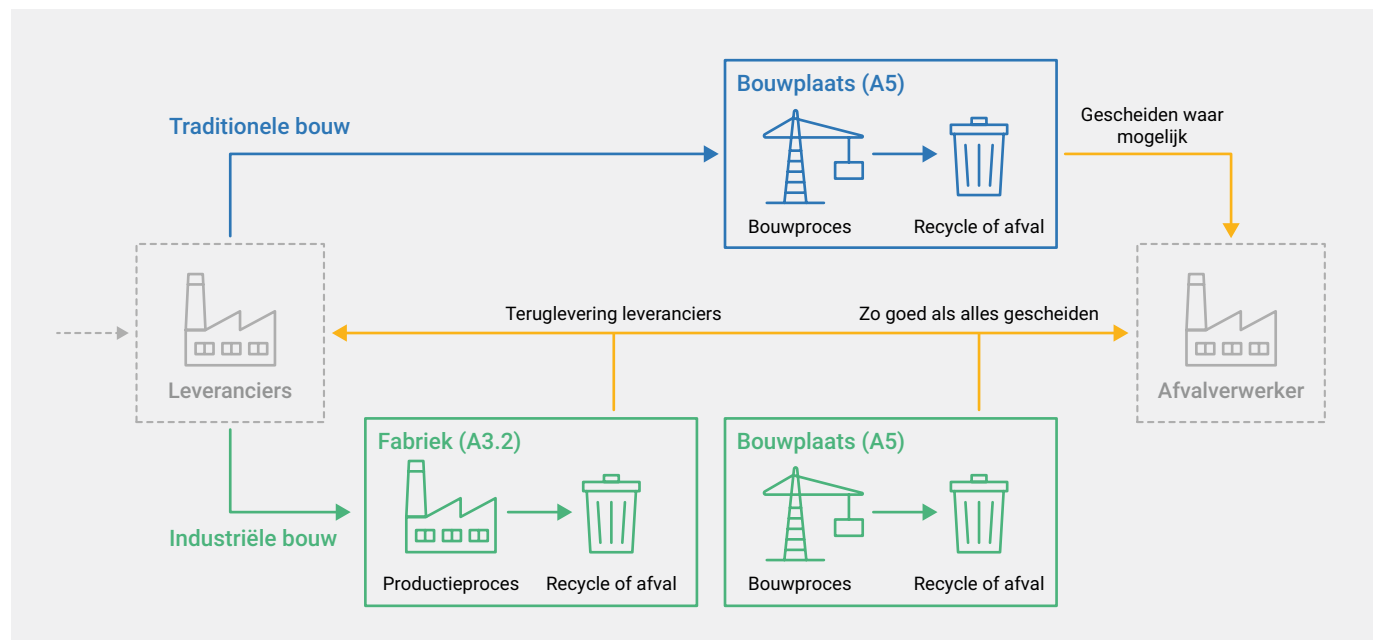 Bouwplaats (A5)
Traditionele bouw
Gescheiden waar
mogelijk
Bouwproces
Recycle of afval
Teruglevering leveranciers
Zo goed als alles gescheiden
Leveranciers
Afvalverwerker
Fabriek (A3.2)
Bouwplaats (A5)
Industriële bouw
Productieproces
Recycle of afval
Bouwproces
Recycle of afval